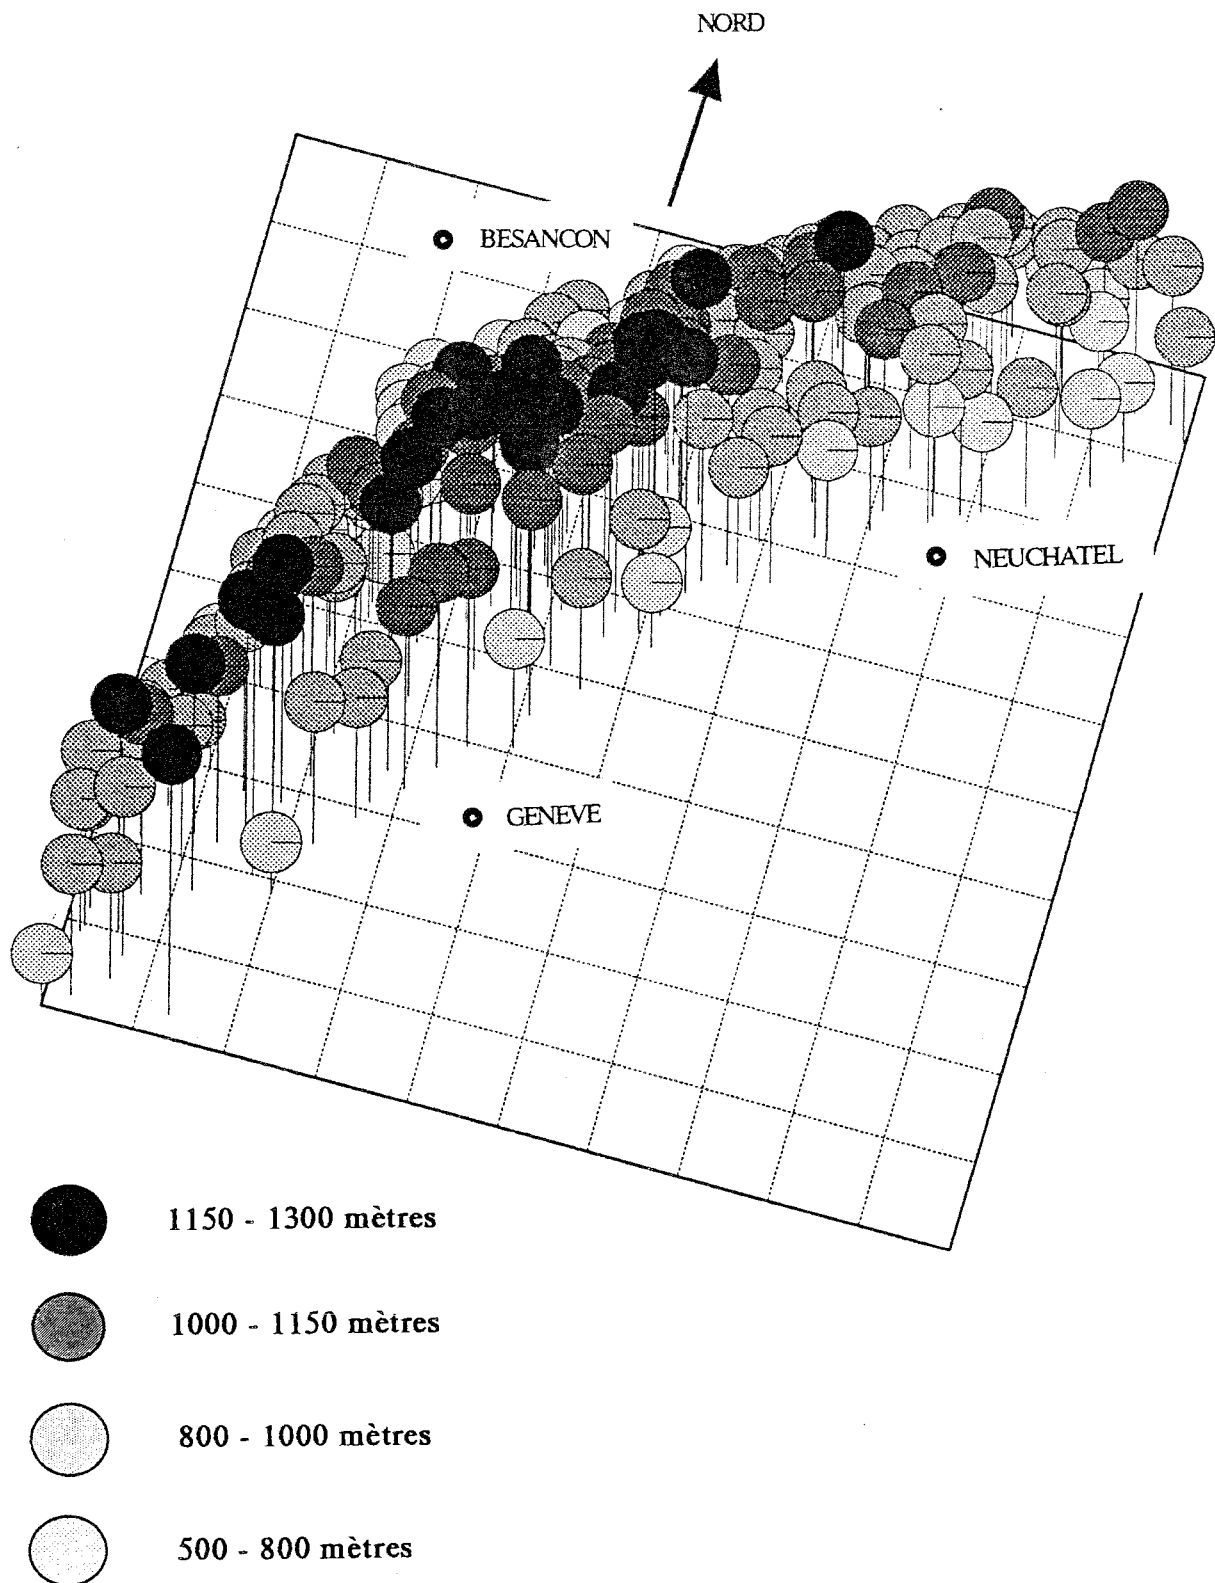 NORD
BESANCON
NEUCHATEL
GENEVE
1150 - 1300 mètres
1000 - 1150 mètres
800 - 1000 mètres
500 - 800 mètres